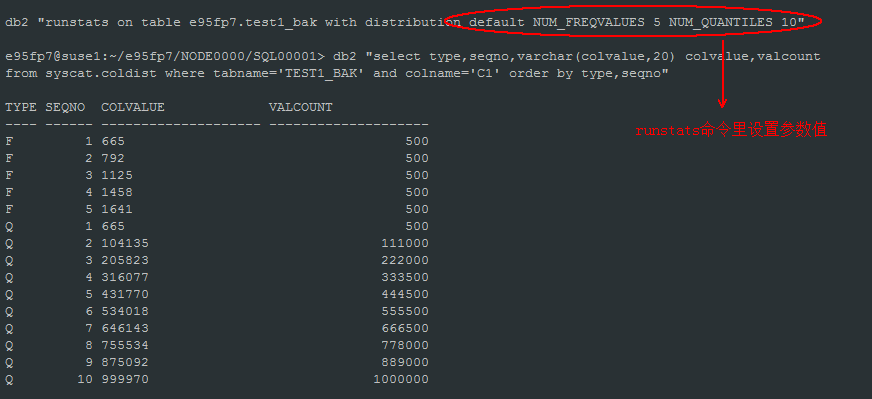 db2 "runstats on table e95fp7.test1_bak with distribution default NUM_FREQVALUES 5 NUM_QUANTILES 10"
e95fp7@suse1:~/e95fp7/NODE0000/SQL00001> db2 "select type,seqno,varchar(colvalue,20) colvalue,valcount
from syscat.coldist where tabname='TEST1_BAK' and colname='C1' order by type,seqno"
runstats命令里设置参数值
TYPE SEQNO COLVALUE VALCOUNT
---- ------ -------------------- --------------------
F 1 665 500
F 2 792 500
F 3 1125 500
F 4 1458 500
F 5 1641 500
Q 1 665 500
Q 2 104135 111000
Q 3 205823 222000
Q 4 316077 333500
Q 5 431770 444500
Q 6 534018 555500
Q 7 646143 666500
Q 8 755534 778000
Q 9 875092 889000
Q 10 999970 1000000